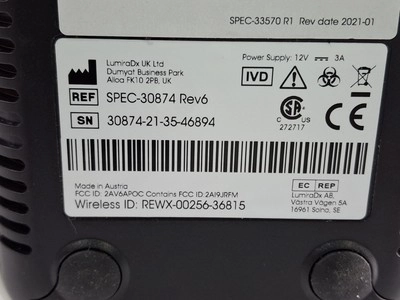 SPEC-33570 R1 Rev date 2021-01
LumiraDx UK Ltd
Dumyat Business Park
Alloa FK10 2PB, UK
Power Supply: 12V ⎓ 3A
IVD
REF SPEC-30874 Rev6
SN 30874-21-35-46894
CSA
272717
CE
Made in Austria
FCC ID: 2AV6APOC Contains FCC ID 2AI9JRFM
Wireless ID: REWX-00256-36815
EC REP
LumiraDx AB,
Västra Vägen 5A
16961 Solna, SE